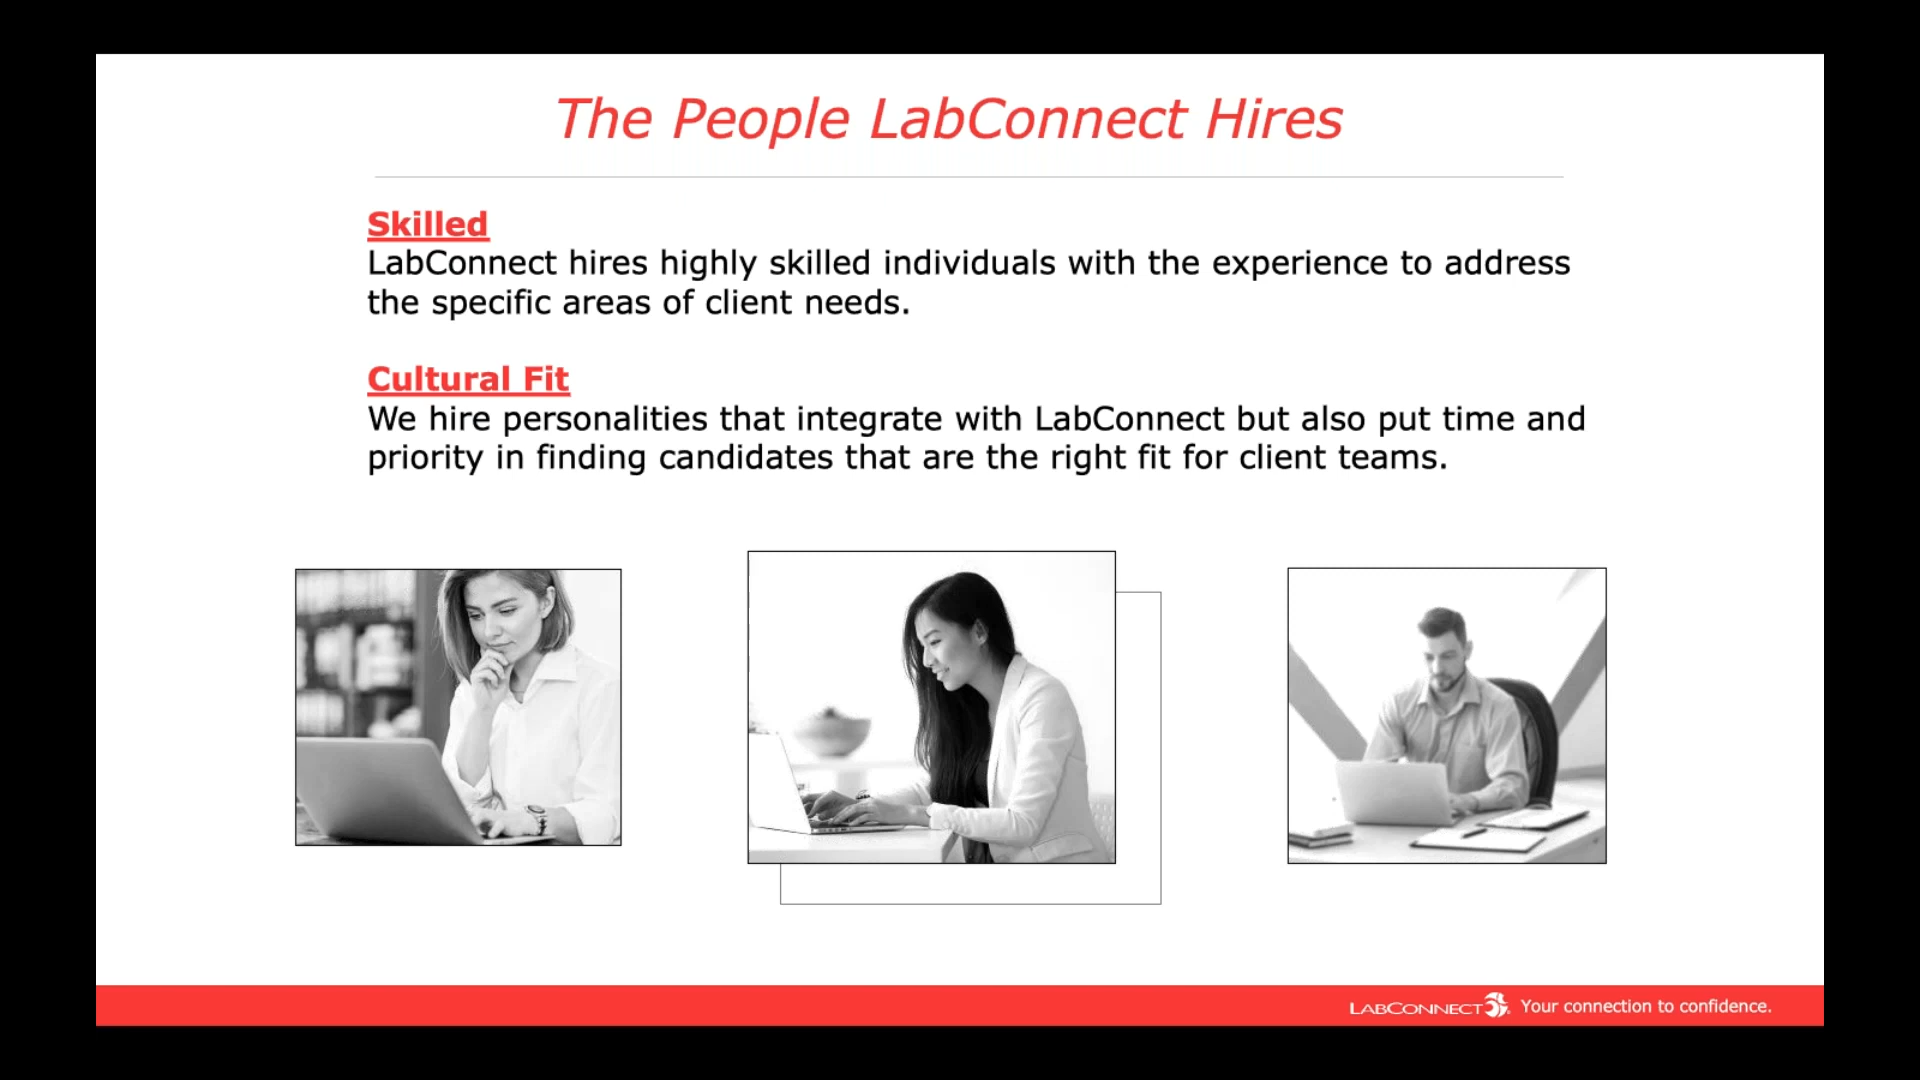 The People LabConnect Hires
Skilled
LabConnect hires highly skilled individuals with the experience to address
the specific areas of client needs.
Cultural Fit
We hire personalities that integrate with LabConnect but also put time and
priority in finding candidates that are the right fit for client teams.
LABCONNECT Your connection to confidence.